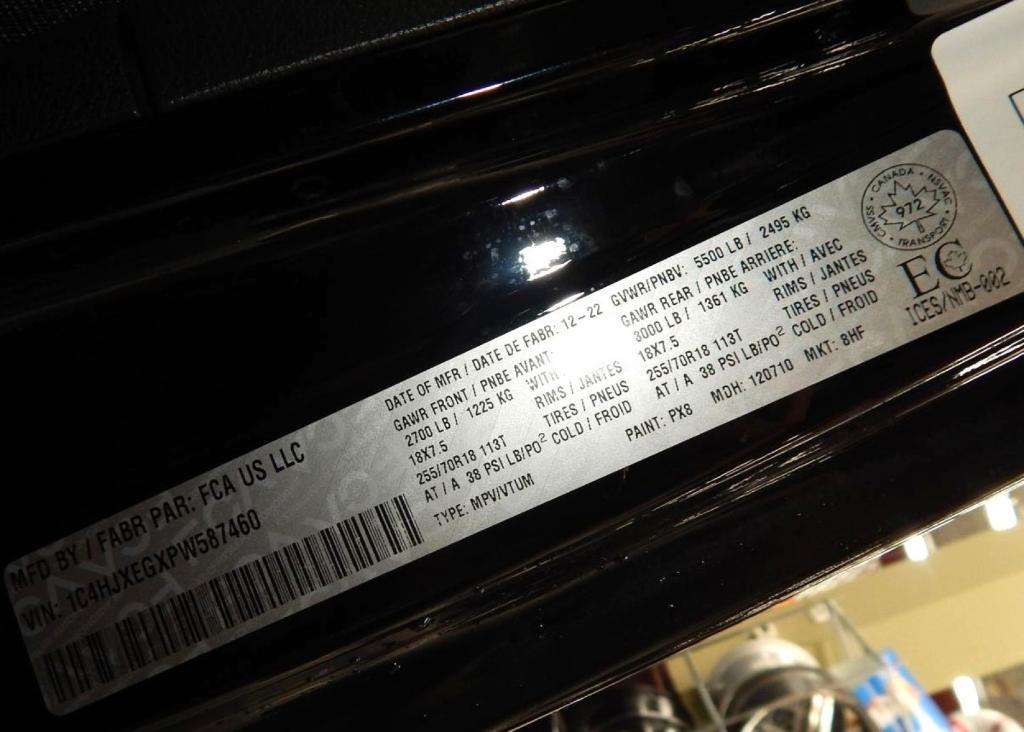 MFD BY / FABR PAR: FCA US LLC
VIN: 1C4HJXEGXPW587460
DATE OF MFR / DATE DE FABR: 12-22 GVWR/PNBV: 5500 LB / 2495 KG
GAWR FRONT / PNBE AVANT: GAWR REAR / PNBE ARRIERE:
2700 LB / 1225 KG WITH 3000 LB / 1361 KG WITH / AVEC
18X7.5 RIMS / JANTES 18X7.5 RIMS / JANTES
255/70R18 113T TIRES / PNEUS 255/70R18 113T TIRES / PNEUS
AT / A 38 PSI LB/PO² COLD / FROID AT / A 38 PSI LB/PO² COLD / FROID
TYPE: MPV/VTUM PAINT: PX8 MDH: 120710 MKT: 8HF
CANADA • NSVAC • TRANSPORT • CMVSS •
972
EC
ICES/NMB-002